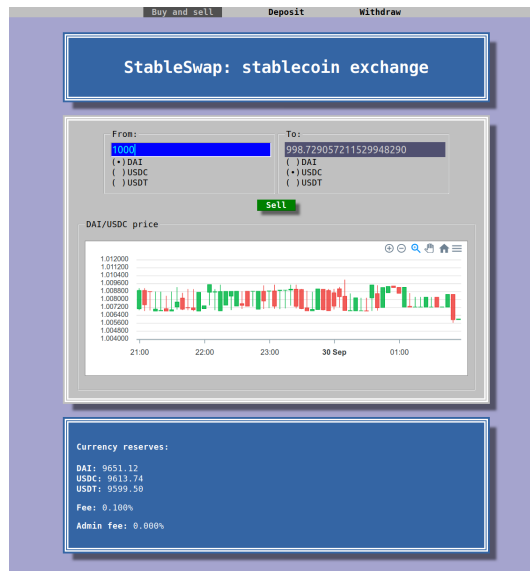 Buy and sell Deposit Withdraw
StableSwap: stablecoin exchange
From: To:
1000 998.729057211529948290
(•)DAI ( )DAI
( )USDC (•)USDC
( )USDT ( )USDT
Sell
DAI/USDC price
1.012000
1.011200
1.010400
1.009600
1.008800
1.008000
1.007200
1.006400
1.005600
1.004800
1.004000
21:00 22:00 23:00 30 Sep 01:00
Currency reserves:
DAI: 9651.12
USDC: 9613.74
USDT: 9599.50
Fee: 0.100%
Admin fee: 0.000%